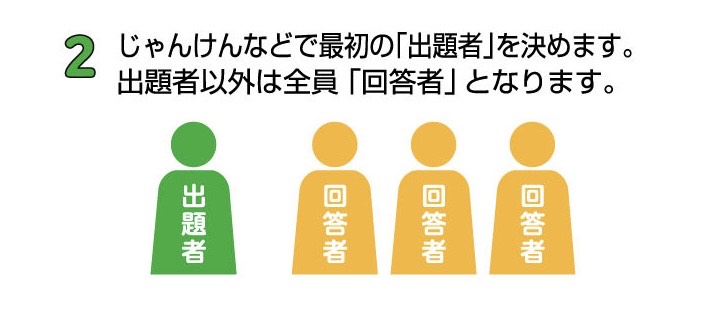 2
じゃんけんなどで最初の「出題者」を決めます。
出題者以外は全員「回答者」となります。
出題者
回答者
回答者
回答者